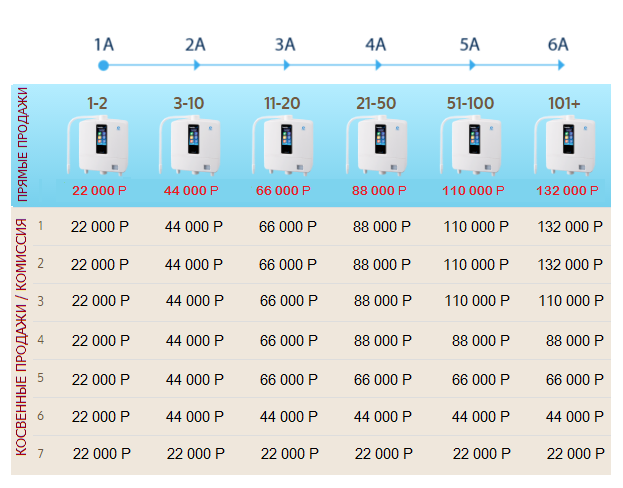 1A 2A 3A 4A 5A 6A
ПРЯМЫЕ ПРОДАЖИ
1-2 3-10 11-20 21-50 51-100 101+
22 000 Р 44 000 Р 66 000 Р 88 000 Р 110 000 Р 132 000 Р
КОСВЕННЫЕ ПРОДАЖИ / КОМИССИЯ
1 22 000 Р 44 000 Р 66 000 Р 88 000 Р 110 000 Р 132 000 Р
2 22 000 Р 44 000 Р 66 000 Р 88 000 Р 110 000 Р 132 000 Р
3 22 000 Р 44 000 Р 66 000 Р 88 000 Р 110 000 Р 110 000 Р
4 22 000 Р 44 000 Р 66 000 Р 88 000 Р 88 000 Р 88 000 Р
5 22 000 Р 44 000 Р 66 000 Р 66 000 Р 66 000 Р 66 000 Р
6 44 000 Р 44 000 Р 44 000 Р 44 000 Р 44 000 Р 44 000 Р
7 22 000 Р 22 000 Р 22 000 Р 22 000 Р 22 000 Р 22 000 Р